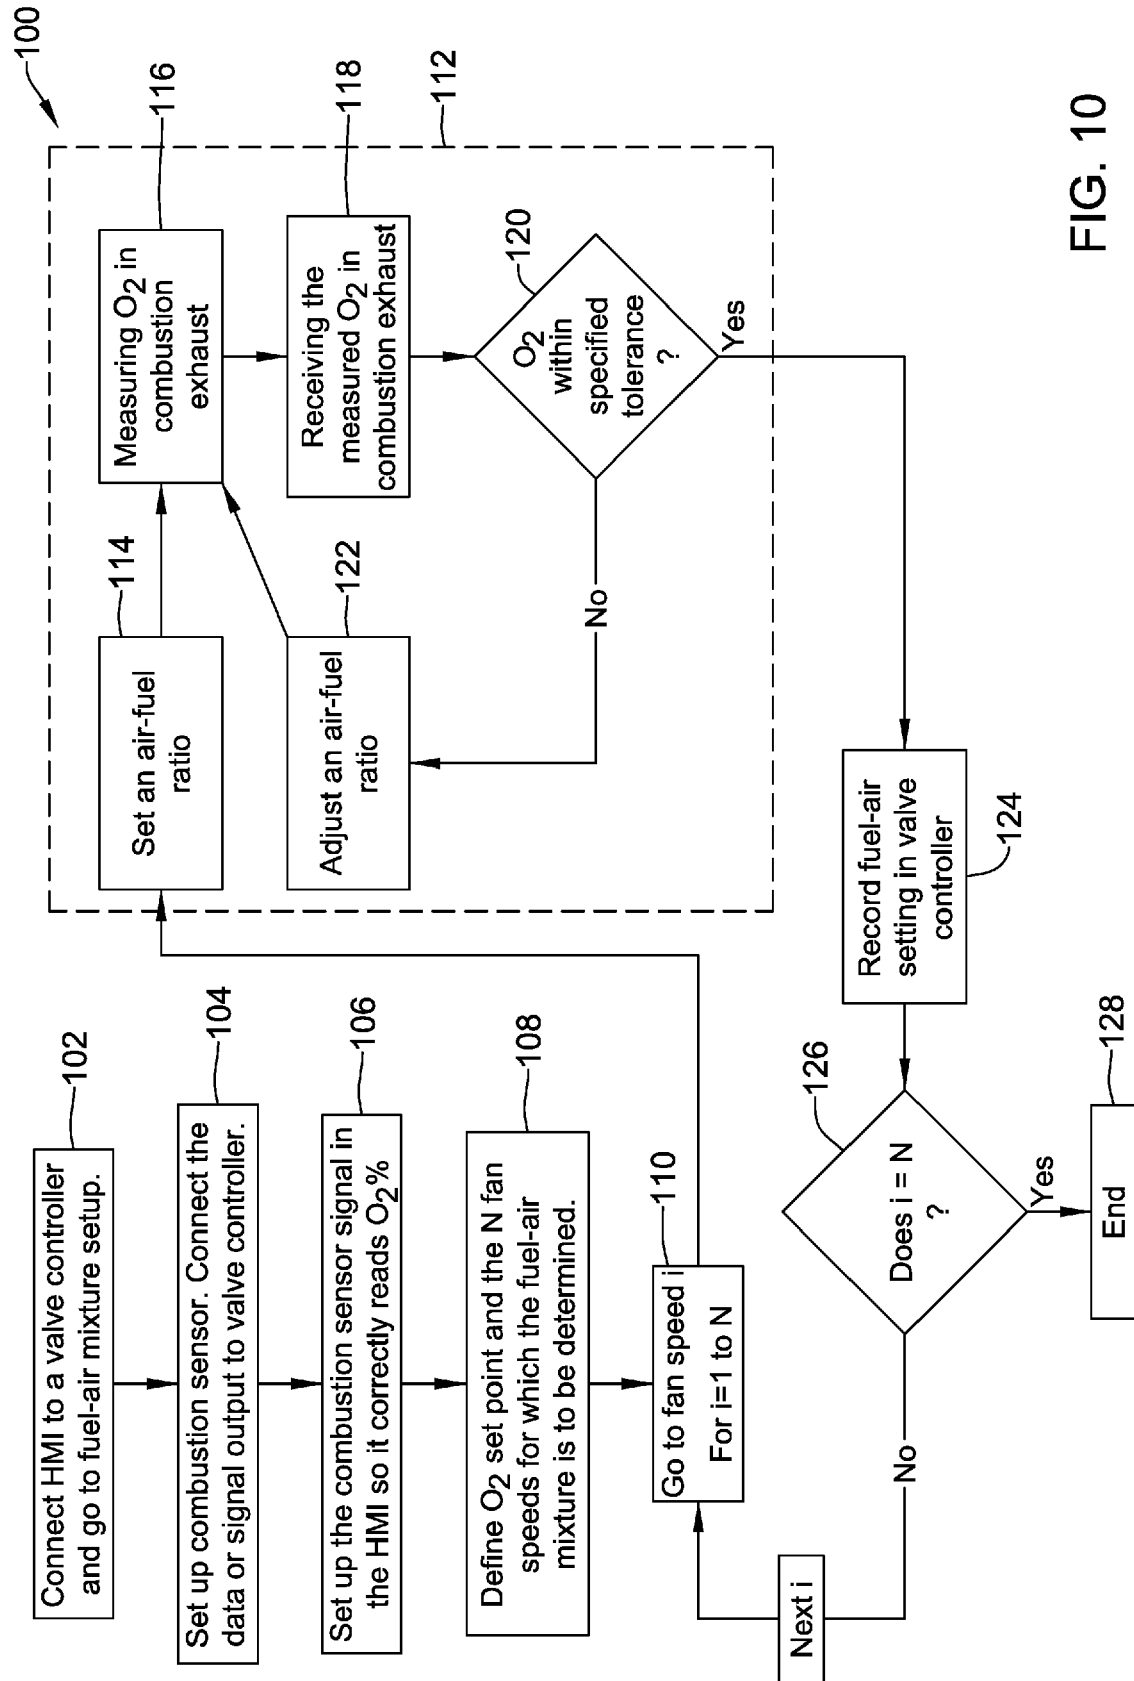 100
102
Connect HMI to a valve controller
and go to fuel-air mixture setup.
104
Set up combustion sensor. Connect the
data or signal output to valve controller.
106
Set up the combustion sensor signal in
the HMI so it correctly reads O2%
108
Define O2 set point and the N fan
speeds for which the fuel-air
mixture is to be determined.
110
Go to fan speed i
For i=1 to N
112
114
Set an air-fuel
ratio
116
Measuring O2 in
combustion
exhaust
118
Receiving the
measured O2 in
combustion exhaust
120
O2
within
specified
tolerance
?
No
Yes
122
Adjust an air-fuel
ratio
124
Record fuel-air
setting in valve
controller
126
Does i = N
?
No
Yes
Next i
128
End
FIG. 10